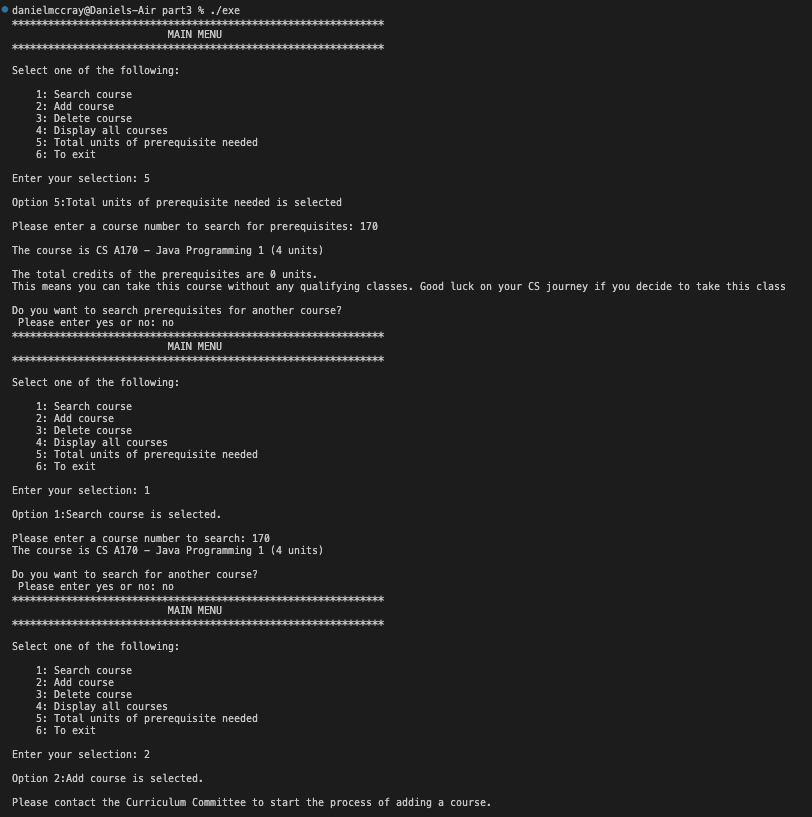 danielmccray@Daniels-Air part3 % ./exe
**************************************************************
MAIN MENU
**************************************************************
Select one of the following:
1: Search course
2: Add course
3: Delete course
4: Display all courses
5: Total units of prerequisite needed
6: To exit
Enter your selection: 5
Option 5:Total units of prerequisite needed is selected
Please enter a course number to search for prerequisites: 170
The course is CS A170 - Java Programming 1 (4 units)
The total credits of the prerequisites are 0 units.
This means you can take this course without any qualifying classes. Good luck on your CS journey if you decide to take this class
Do you want to search prerequisites for another course?
Please enter yes or no: no
**************************************************************
MAIN MENU
**************************************************************
Select one of the following:
1: Search course
2: Add course
3: Delete course
4: Display all courses
5: Total units of prerequisite needed
6: To exit
Enter your selection: 1
Option 1:Search course is selected.
Please enter a course number to search: 170
The course is CS A170 - Java Programming 1 (4 units)
Do you want to search for another course?
Please enter yes or no: no
**************************************************************
MAIN MENU
**************************************************************
Select one of the following:
1: Search course
2: Add course
3: Delete course
4: Display all courses
5: Total units of prerequisite needed
6: To exit
Enter your selection: 2
Option 2:Add course is selected.
Please contact the Curriculum Committee to start the process of adding a course.